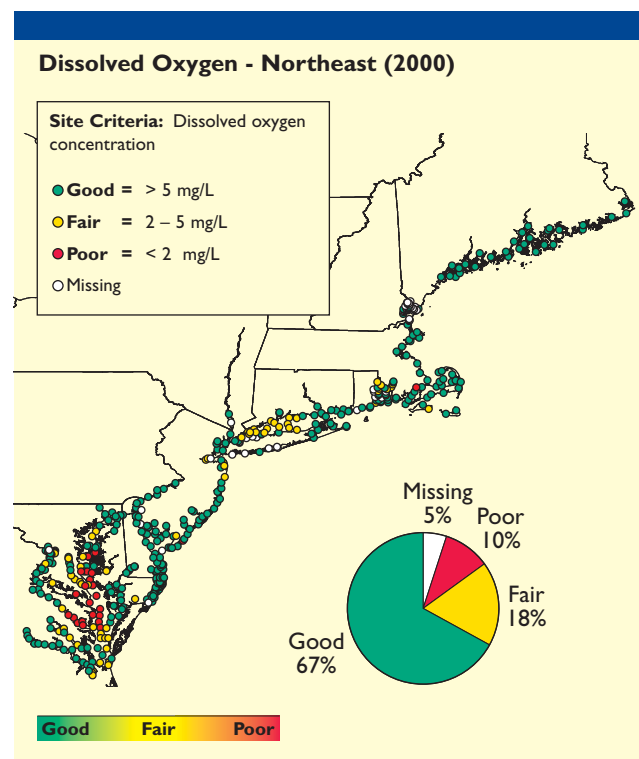 Dissolved Oxygen - Northeast (2000)
Site Criteria: Dissolved oxygen
concentration
Good = > 5 mg/L
Fair = 2 – 5 mg/L
Poor = < 2 mg/L
Missing
Missing
5%
Poor
10%
Fair
18%
Good
67%
Good Fair Poor